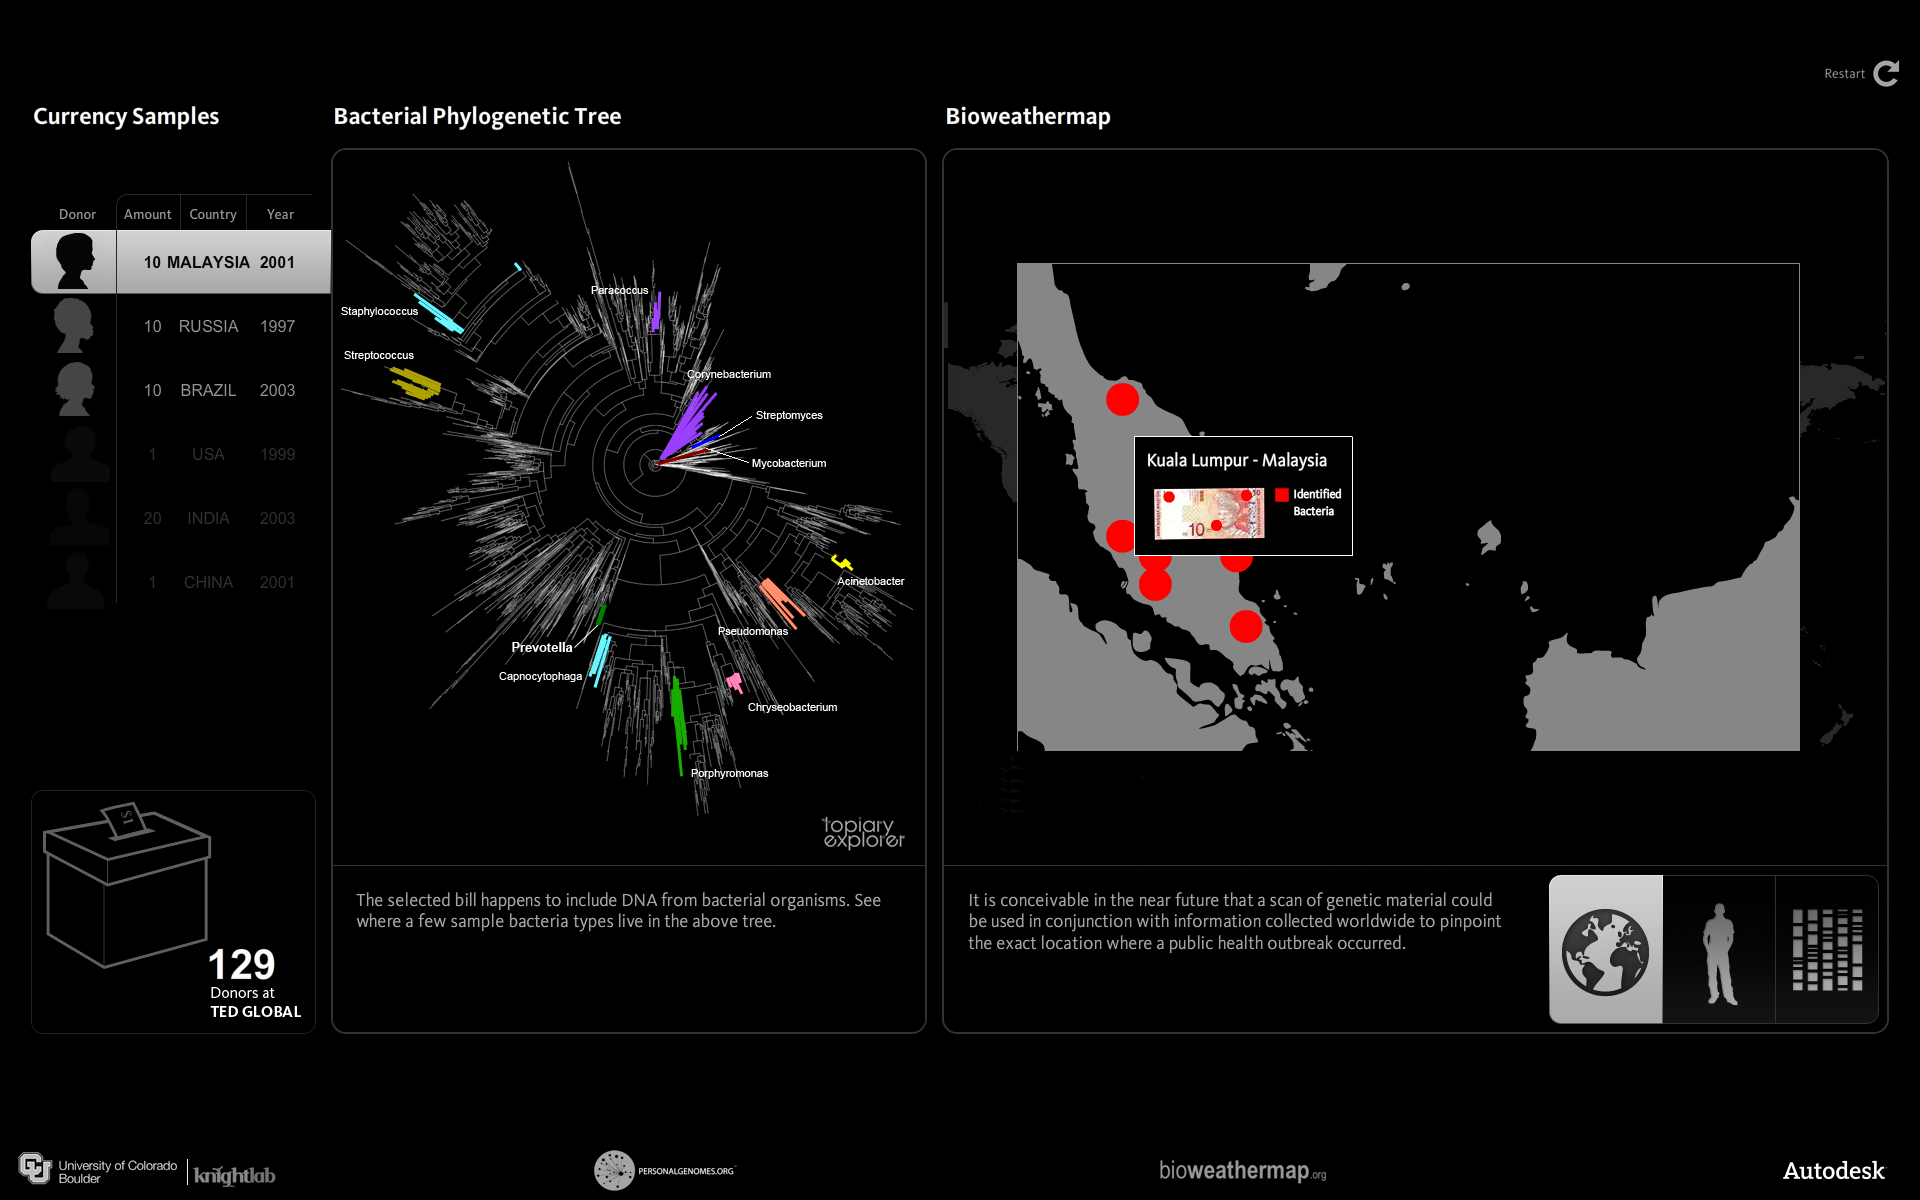 Restart
Currency Samples
Bacterial Phylogenetic Tree
Bioweathermap
Donor Amount Country Year
10 MALAYSIA 2001
10 RUSSIA 1997
10 BRAZIL 2003
1 USA 1999
20 INDIA 2003
1 CHINA 2001
$1
129
Donors at
TED GLOBAL
Paracoccus
Staphylococcus
Streptococcus
Corynebacterium
Streptomyces
Mycobacterium
Acinetobacter
Pseudomonas
Prevotella
Capnocytophaga
Chryseobacterium
Porphyromonas
topiary
explorer
The selected bill happens to include DNA from bacterial organisms. See
where a few sample bacteria types live in the above tree.
Kuala Lumpur - Malaysia
10
10
Identified
Bacteria
It is conceivable in the near future that a scan of genetic material could
be used in conjunction with information collected worldwide to pinpoint
the exact location where a public health outbreak occurred.
CU
University of Colorado
Boulder
knightlab
PERSONALGENOMES.ORG
bioweathermap.org
Autodesk